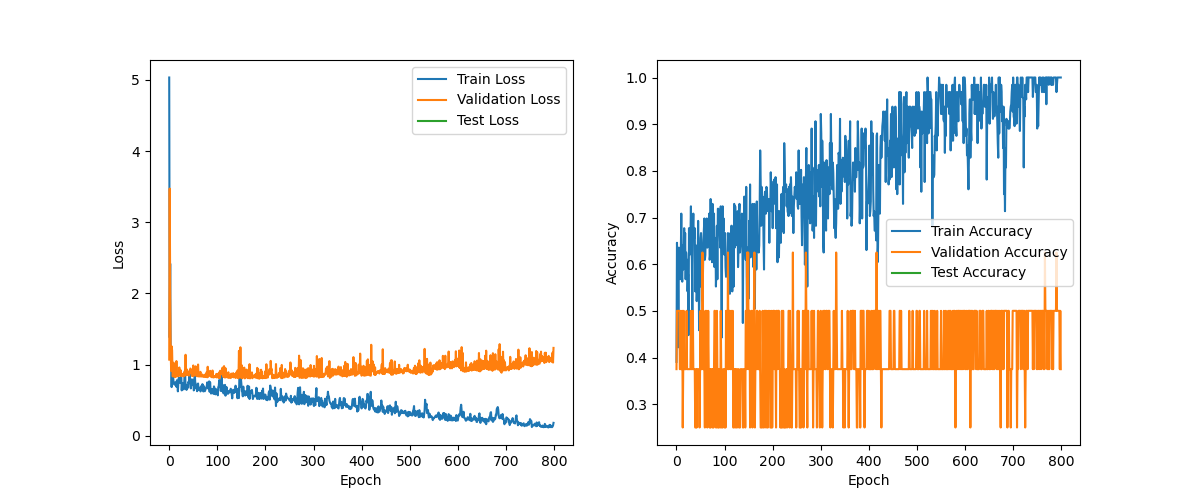 5
4
3
2
1
0
0 100 200 300 400 500 600 700 800
Loss
Epoch
Train Loss
Validation Loss
Test Loss
1.0
0.9
0.8
0.7
0.6
0.5
0.4
0.3
0 100 200 300 400 500 600 700 800
Accuracy
Epoch
Train Accuracy
Validation Accuracy
Test Accuracy